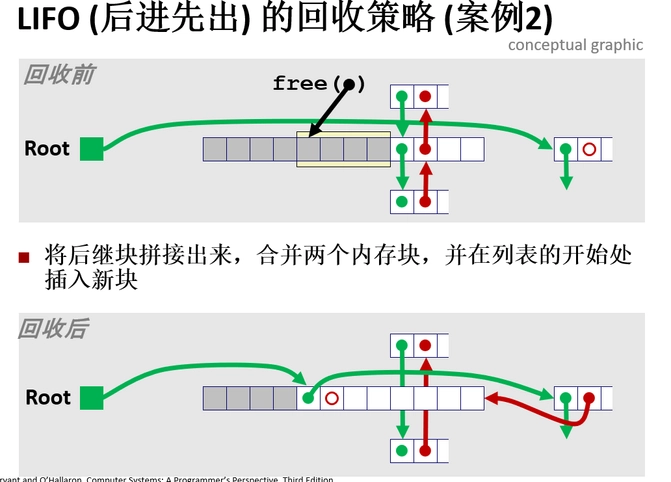 LIFO (后进先出) 的回收策略 (案例2)
conceptual graphic
回收前
free( )
Root
将后继块拼接出来，合并两个内存块，并在列表的开始处
插入新块
回收后
Root
ryant and O'Hallaron, Computer Systems: A Programmer's Perspective, Third Edition